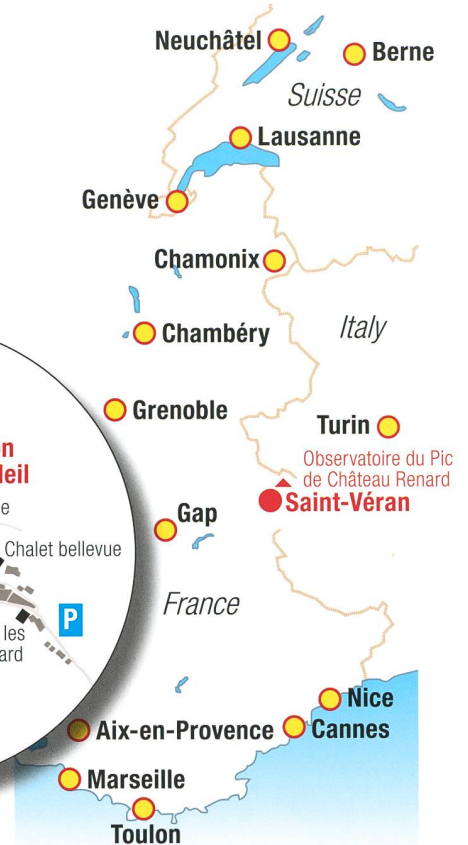 Neuchâtel
Berne
Suisse
Lausanne
Genève
Chamonix
Italy
Chambéry
Grenoble
Turin
Observatoire du Pic
de Château Renard
Saint-Véran
Gap
Chalet bellevue
P
les
France
Nice
Aix-en-Provence
Cannes
Marseille
Toulon